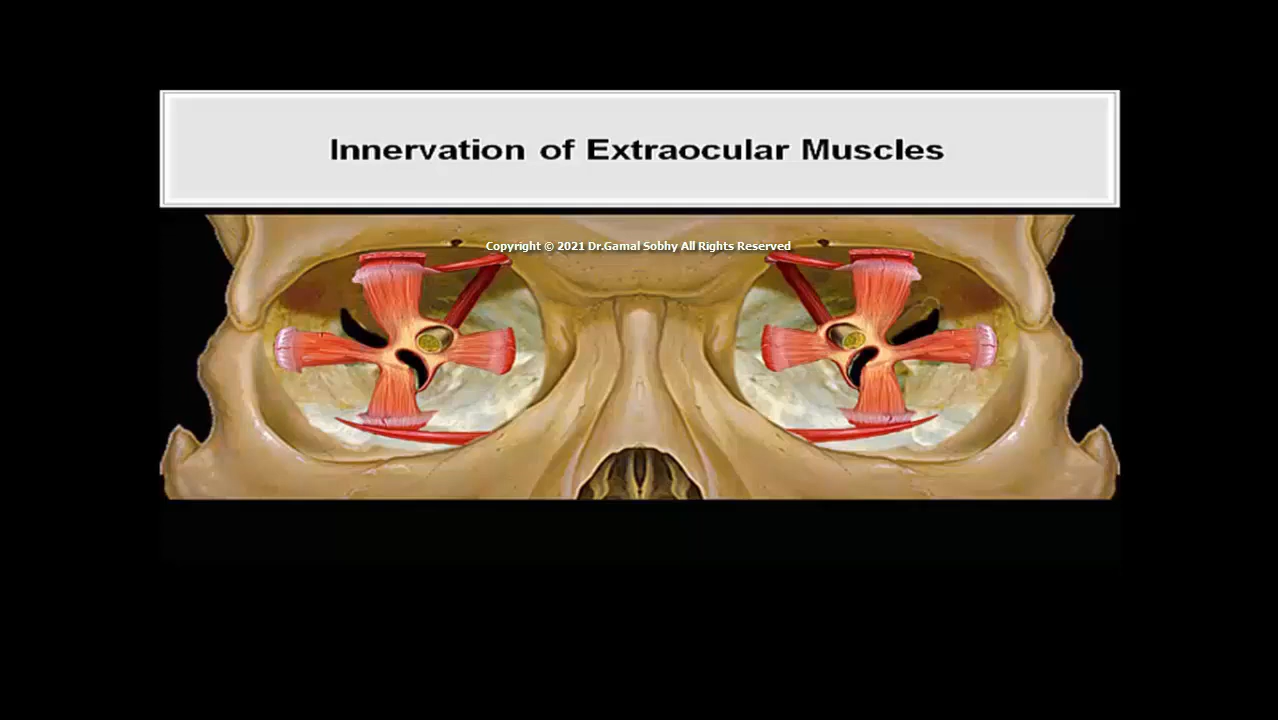 Innervation of Extraocular Muscles
Copyright © 2021 Dr.Gamal Sobhy All Rights Reserved